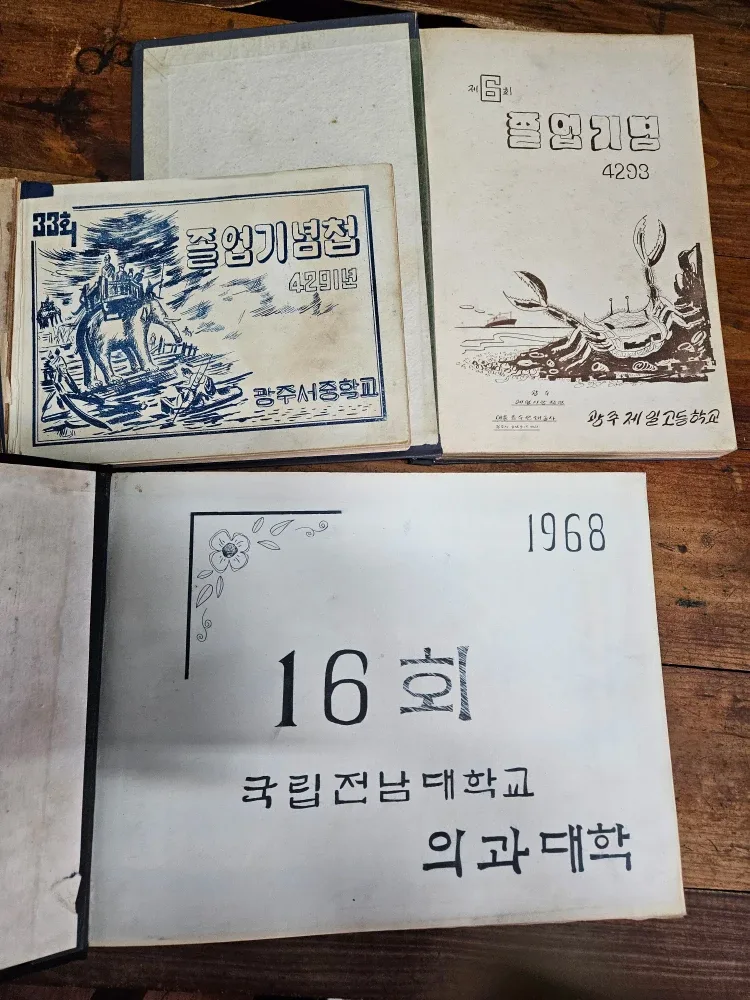 33회
졸업기념첩
4291년
광주서중학교
제6회
졸업기념
4293
광주제일고등학교
1968
16회
국립전남대학교
의과대학